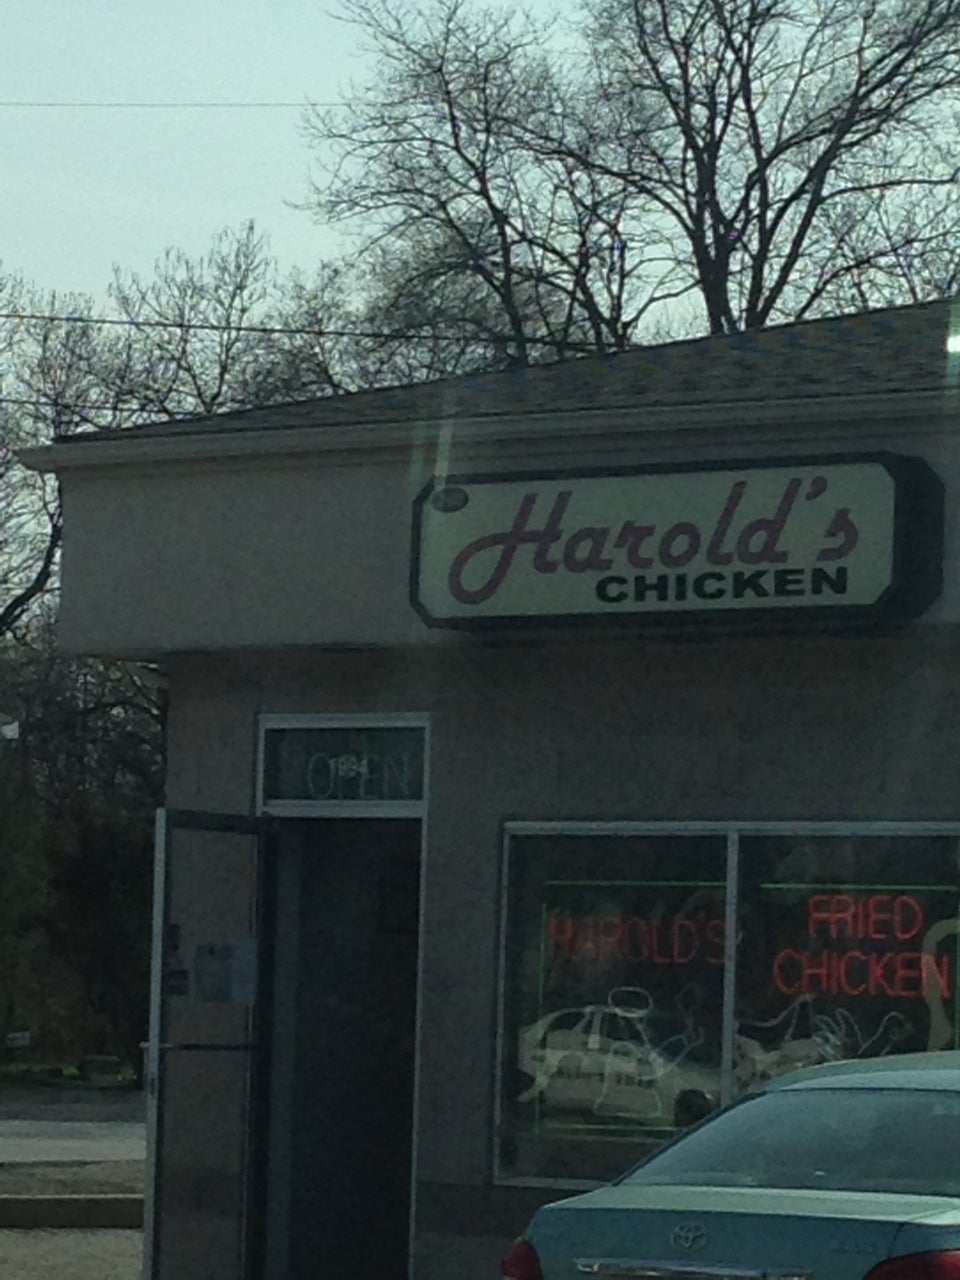 Harold's
CHICKEN
OPEN
HAROLD'S
FRIED
CHICKEN